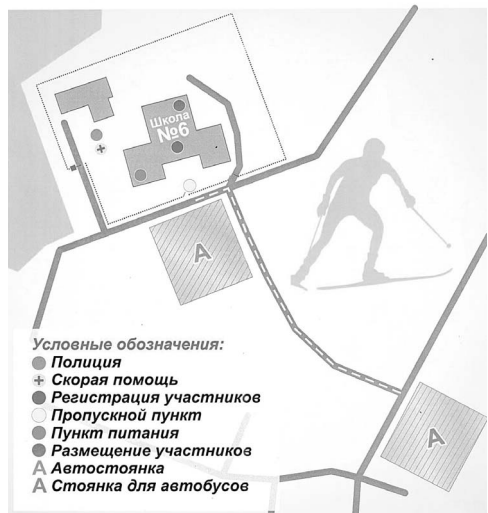 Школа
№6
А
А
Условные обозначения:
Полиция
Скорая помощь
Регистрация участников
Пропускной пункт
Пункт питания
Размещение участников
А Автостоянка
А Стоянка для автобусов